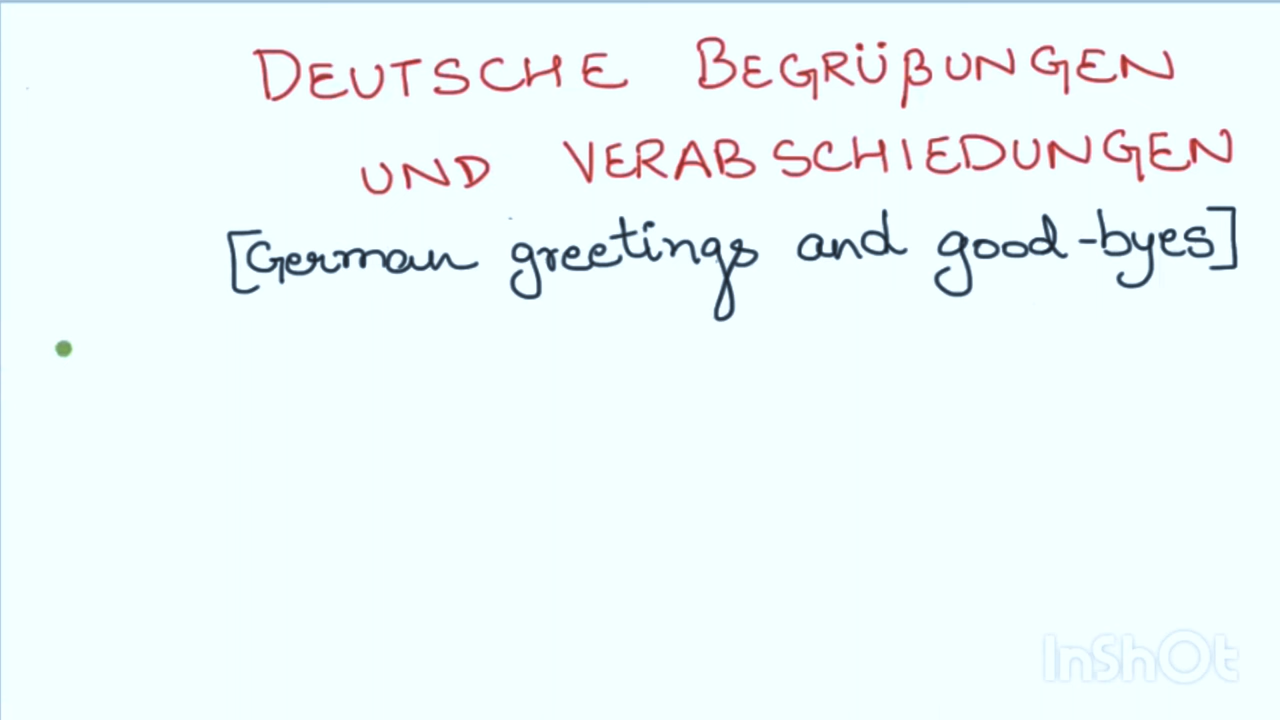 DEUTSCHE BEGRÜßUNGEN
UND VERABSCHIEDUNGEN
[German greetings and good-byes]
InShOt